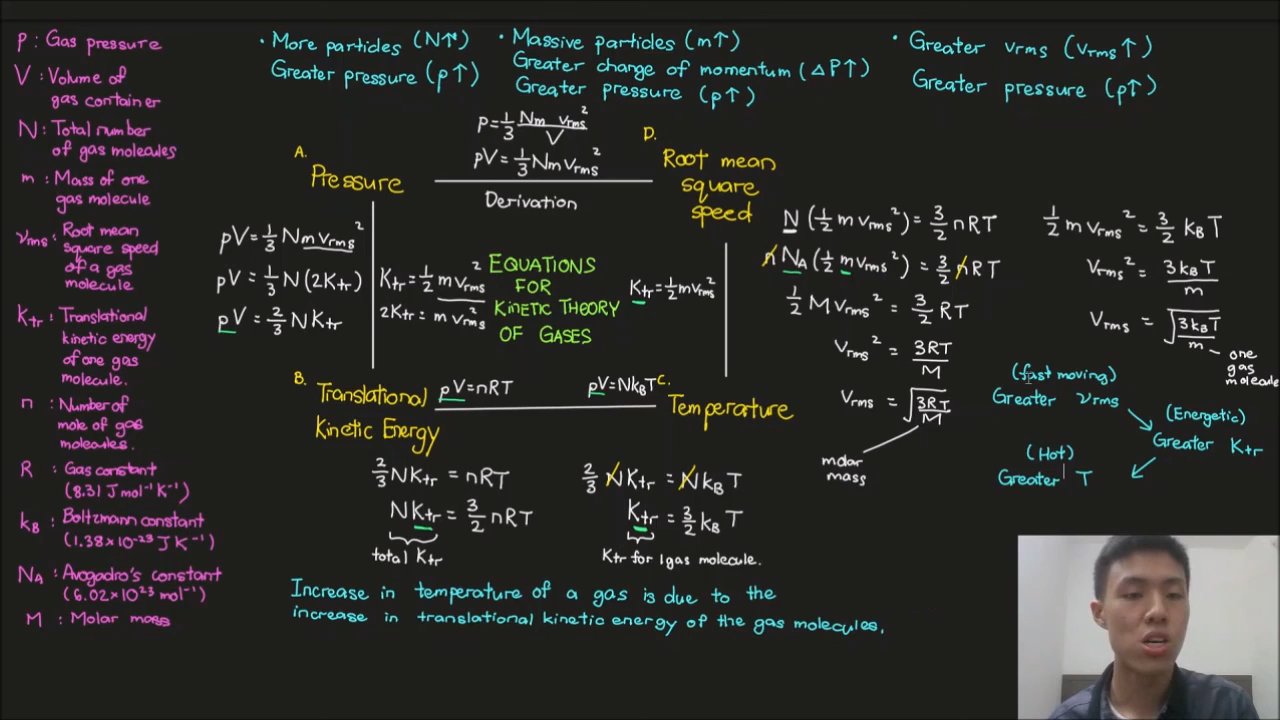 P : Gas pressure
V : Volume of
gas container
N : Total number
of gas molecules
m : Mass of one
gas molecule
vrms : Root mean
square speed
of a gas
molecule
Ktr : Translational
kinetic energy
of one gas
molecule.
n : Number of
mole of gas
molecules.
R : Gas constant
(8.31 J mol⁻¹ K⁻¹)
kB : Boltzmann constant
(1.38×10⁻²³ J K⁻¹)
NA : Avogadro's constant
(6.02×10²³ mol⁻¹)
M : Molar mass
• More particles (N↑)
Greater pressure (p↑)
• Massive particles (m↑)
Greater change of momentum (ΔP↑)
Greater pressure (p↑)
• Greater vrms (vrms↑)
Greater pressure (p↑)
A.
Pressure
P = 1/3 Nm vrms²/V
pV = 1/3 Nm vrms²
Derivation
D.
Root mean
square
speed
pV = 1/3 N m vrms²
pV = 1/3 N(2Ktr)
pV = 2/3 N Ktr
Ktr = 1/2 m vrms²
2Ktr = m vrms²
EQUATIONS
FOR
KINETIC THEORY
OF GASES
Ktr = 1/2 m vrms²
B.
Translational
Kinetic Energy
pV = nRT
pV = NkBT
C.
Temperature
2/3 NKtr = nRT
NKtr = 3/2 nRT
total Ktr
2/3 NKtr = NkBT
Ktr = 3/2 kBT
Ktr for 1 gas molecule.
Increase in temperature of a gas is due to the
increase in translational kinetic energy of the gas molecules.
N (1/2 m vrms²) = 3/2 nRT
nNA (1/2 m vrms²) = 3/2 nRT
1/2 M vrms² = 3/2 RT
vrms² = 3RT/M
vrms = √(3RT/M)
molar
mass
1/2 m vrms² = 3/2 kBT
vrms² = 3kBT/m
vrms = √(3kBT/m)
one
gas
molecule
(fast moving)
Greater vrms
(Energetic)
Greater Ktr
(Hot)
Greater T